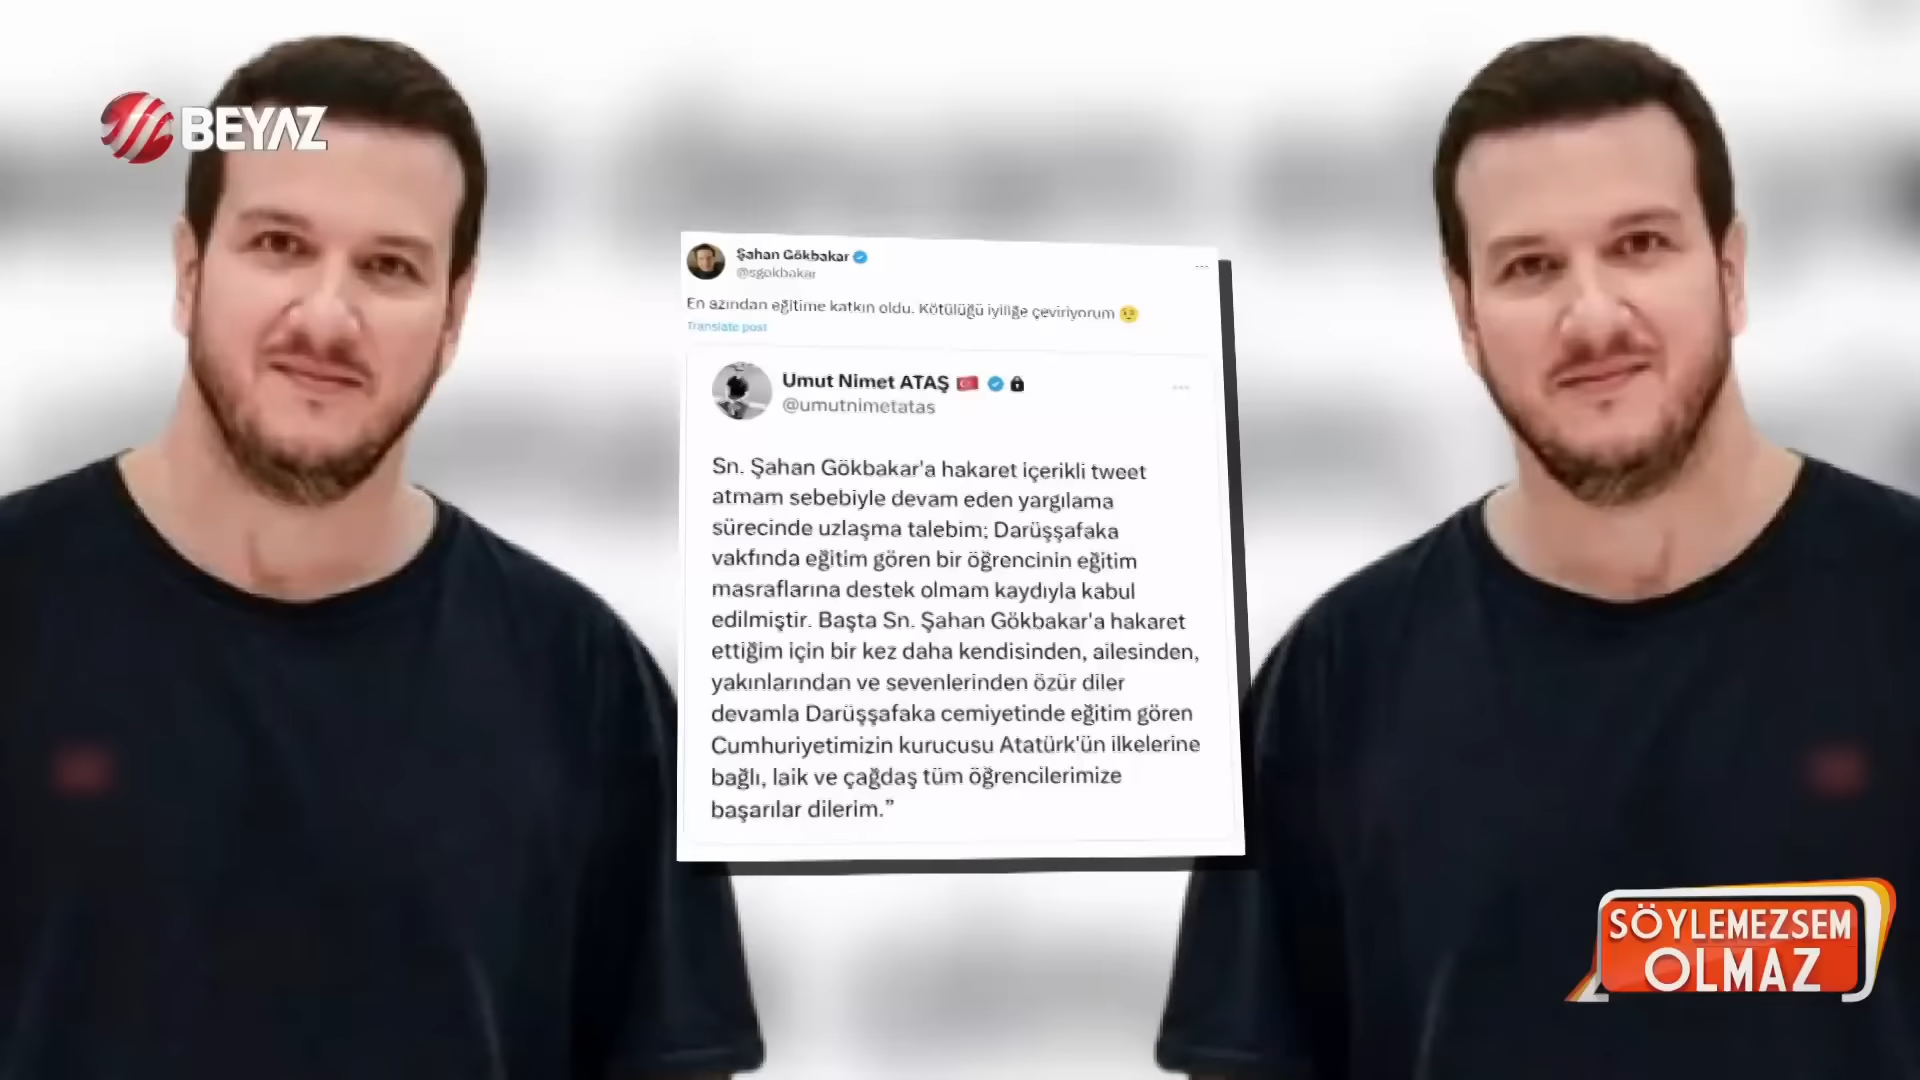 BEYAZ
Şahan Gökbakar
@sgokbakar
En azından eğitime katkın oldu. Kötülüğü iyiliğe çeviriyorum
Translate post
Umut Nimet ATAŞ
@umutnimetatas
Sn. Şahan Gökbakar'a hakaret içerikli tweet
atmam sebebiyle devam eden yargılama
sürecinde uzlaşma talebim; Darüşşafaka
vakfında eğitim gören bir öğrencinin eğitim
masraflarına destek olmam kaydıyla kabul
edilmiştir. Başta Sn. Şahan Gökbakar'a hakaret
ettiğim için bir kez daha kendisinden, ailesinden,
yakınlarından ve sevenlerinden özür diler
devamla Darüşşafaka cemiyetinde eğitim gören
Cumhuriyetimizin kurucusu Atatürk'ün ilkelerine
bağlı, laik ve çağdaş tüm öğrencilerimize
başarılar dilerim.”
SÖYLEMEZSEM
OLMAZ